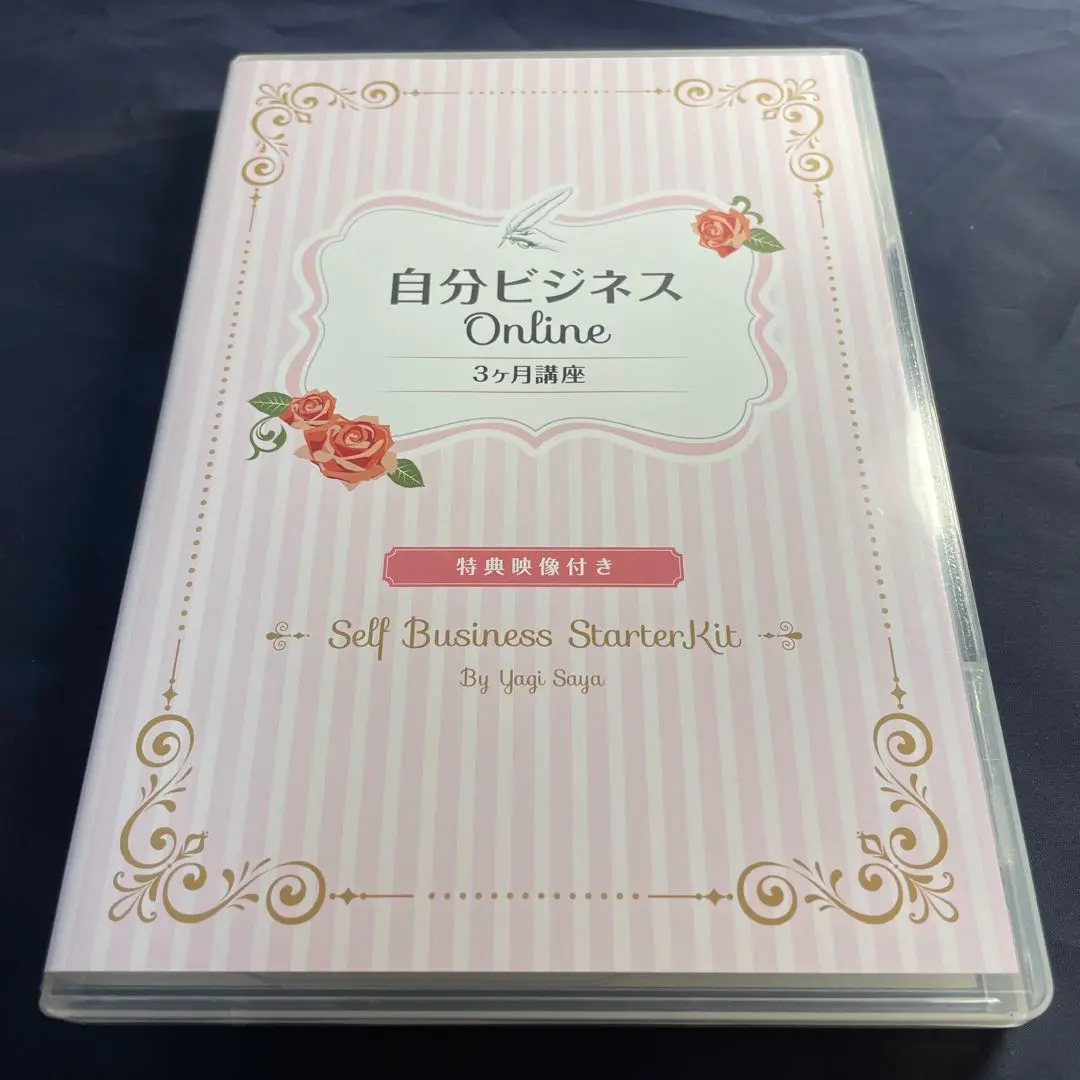 自分ビジネス
Online
3ヶ月講座
特典映像付き
Self Business StarterKit
By Yagi Saya